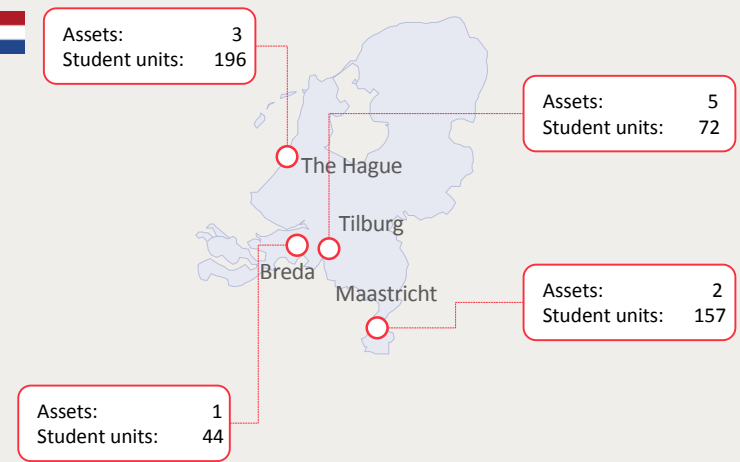 Assets: 3
Student units: 196
Assets: 5
Student units: 72
The Hague
Tilburg
Breda
Maastricht
Assets: 2
Student units: 157
Assets: 1
Student units: 44